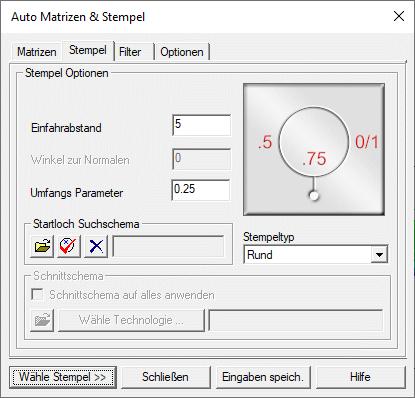 Auto Matrizen & Stempel
Matrizen Stempel Filter Optionen
Stempel Optionen
Einfahrabstand 5
Winkel zur Normalen 0
Umfangs Parameter 0.25
.5 .75 0/1
Startloch Suchschema
Stempeltyp
Rund
Schnittschema
Schnittschema auf alles anwenden
Wähle Technologie ...
Wähle Stempel >> Schließen Eingaben speich. Hilfe